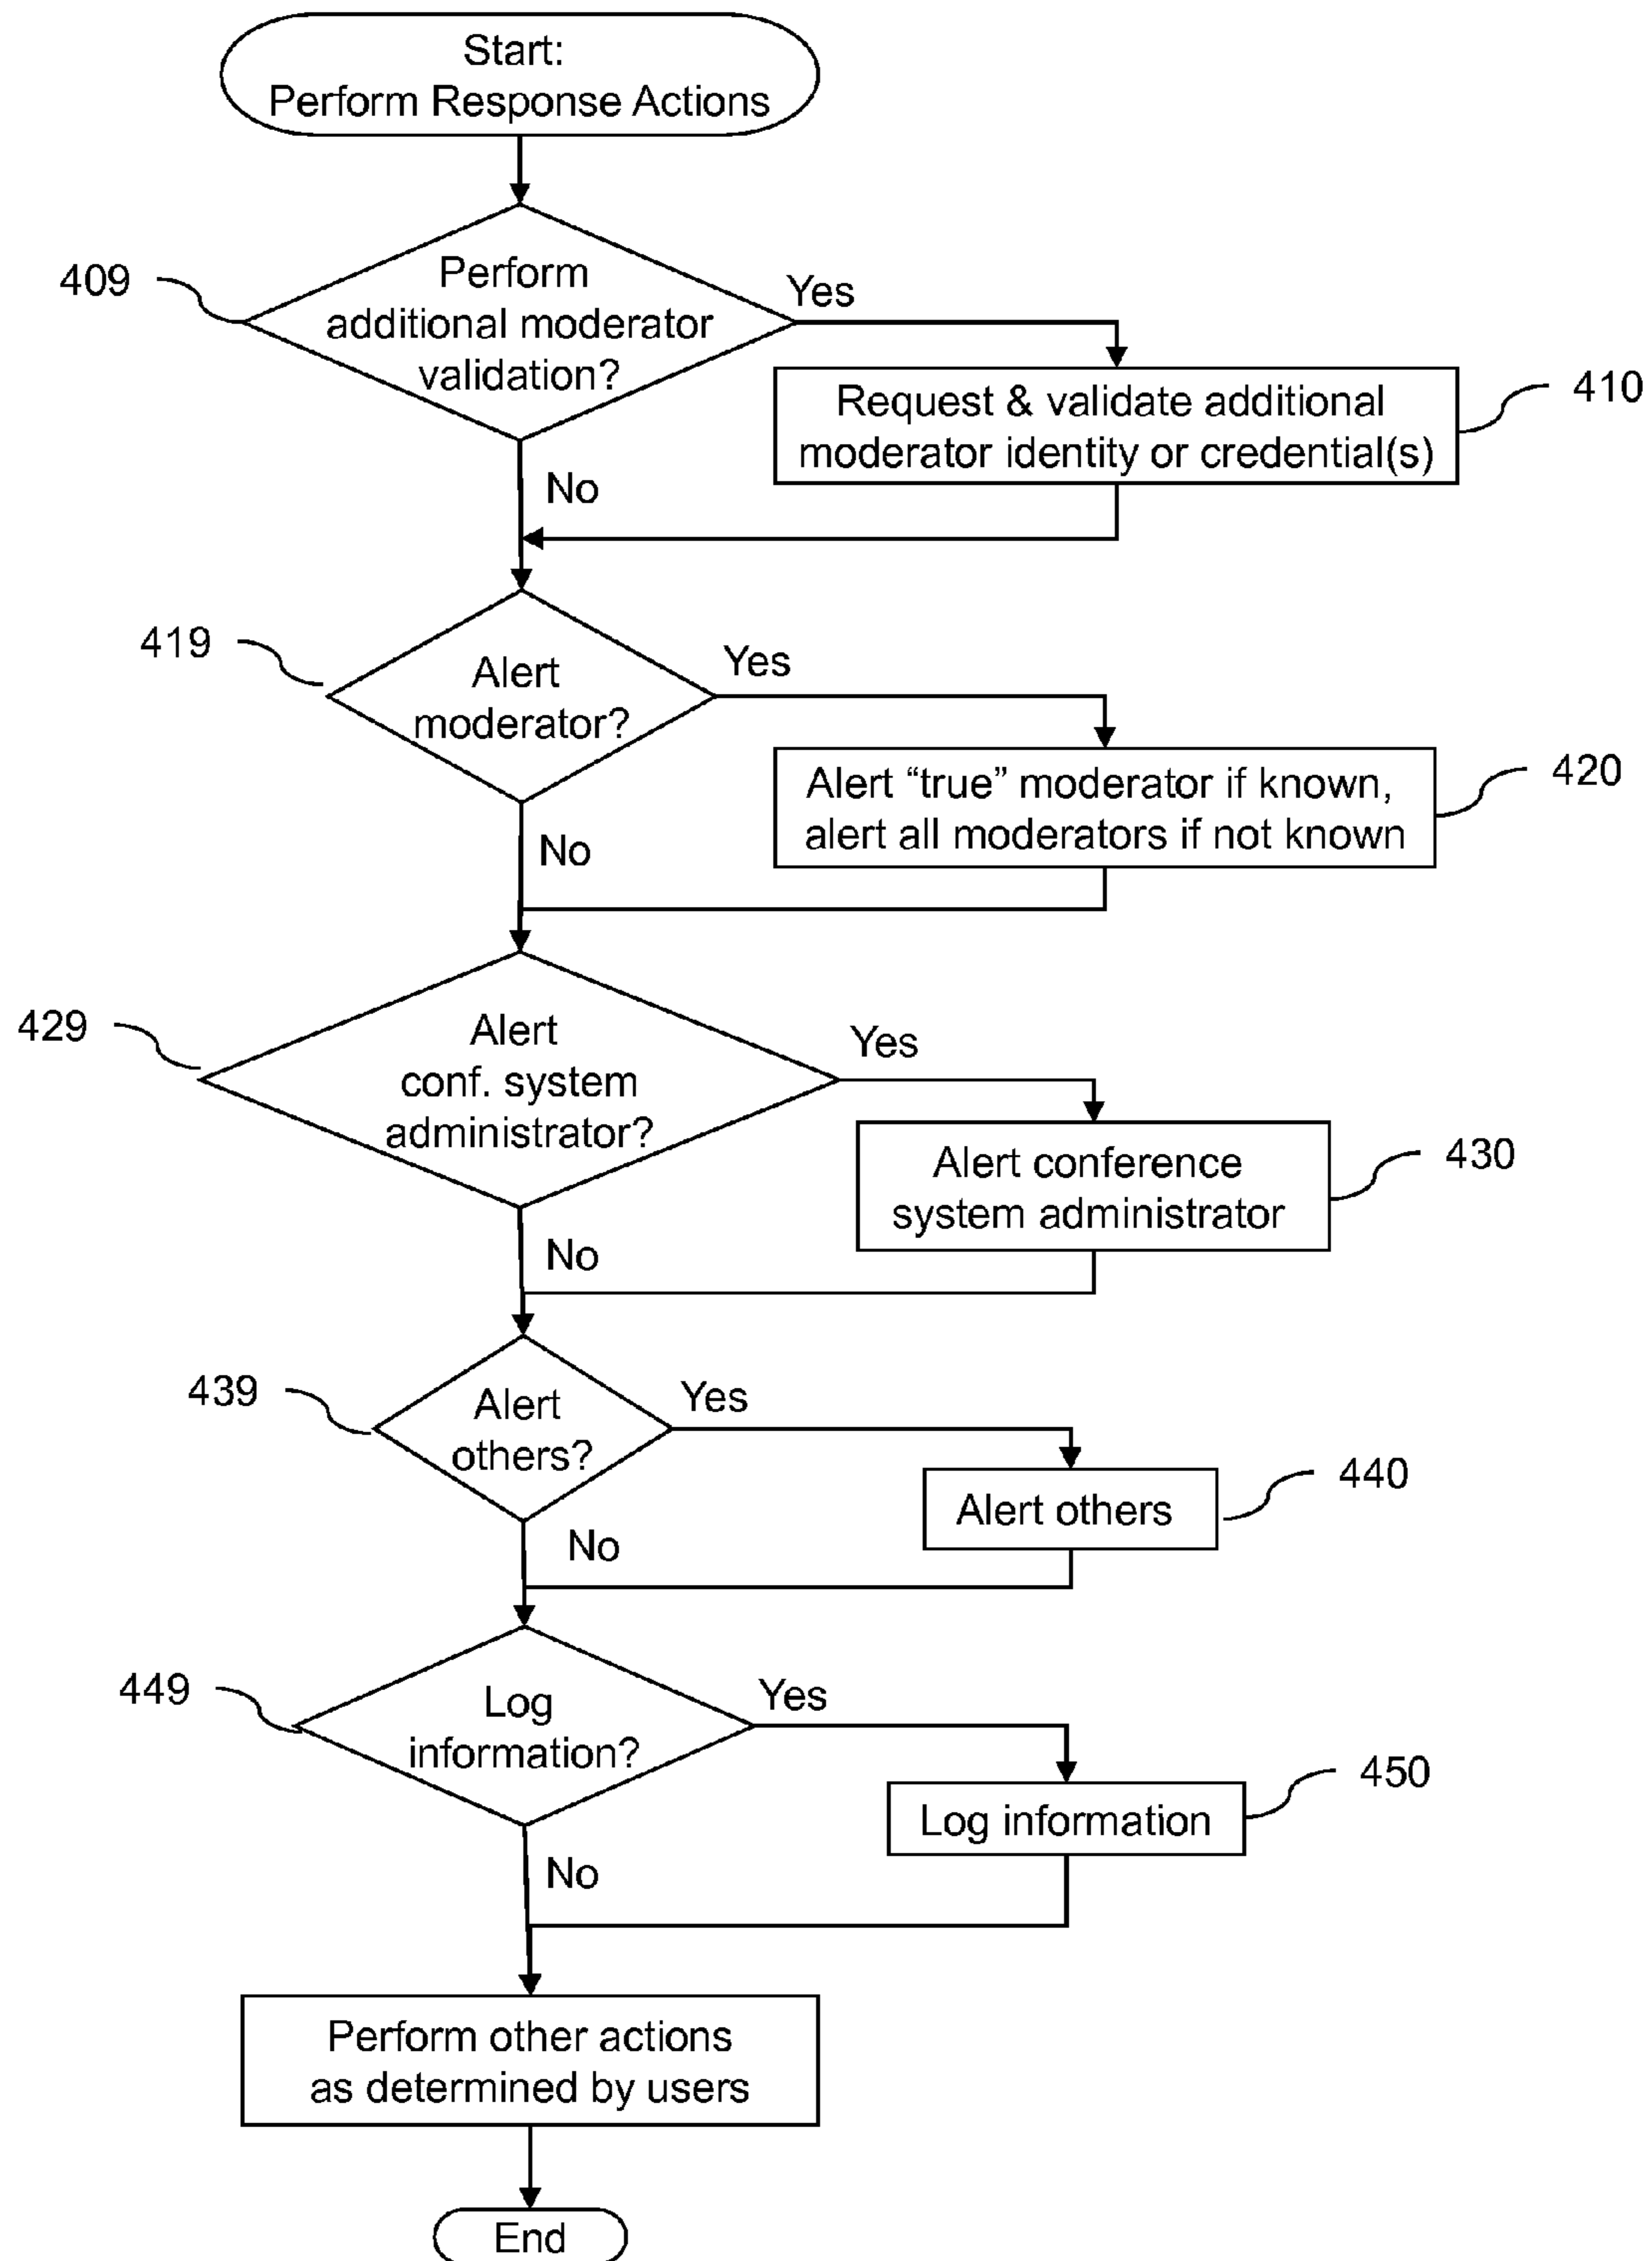 Start:
Perform Response Actions
409
Perform
additional moderator
validation?
Yes
Request & validate additional
moderator identity or credential(s)
410
No
419
Alert
moderator?
Yes
Alert “true” moderator if known,
alert all moderators if not known
420
No
429
Alert
conf. system
administrator?
Yes
Alert conference
system administrator
430
No
439
Alert
others?
Yes
Alert others
440
No
449
Log
information?
Yes
Log information
450
No
Perform other actions
as determined by users
End